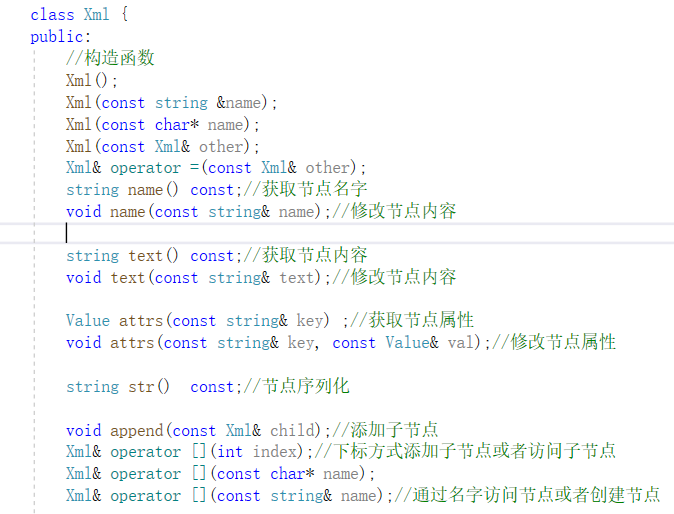 class Xml {
public:
//构造函数
Xml();
Xml(const string &name);
Xml(const char* name);
Xml(const Xml& other);
Xml& operator =(const Xml& other);
string name() const;//获取节点名字
void name(const string& name);//修改节点内容
string text() const;//获取节点内容
void text(const string& text);//修改节点内容
Value attrs(const string& key) ;//获取节点属性
void attrs(const string& key, const Value& val);//修改节点属性
string str()  const;//节点序列化
void append(const Xml& child);//添加子节点
Xml& operator [](int index);//下标方式添加子节点或者访问子节点
Xml& operator [](const char* name);
Xml& operator [](const string& name);//通过名字访问节点或者创建节点